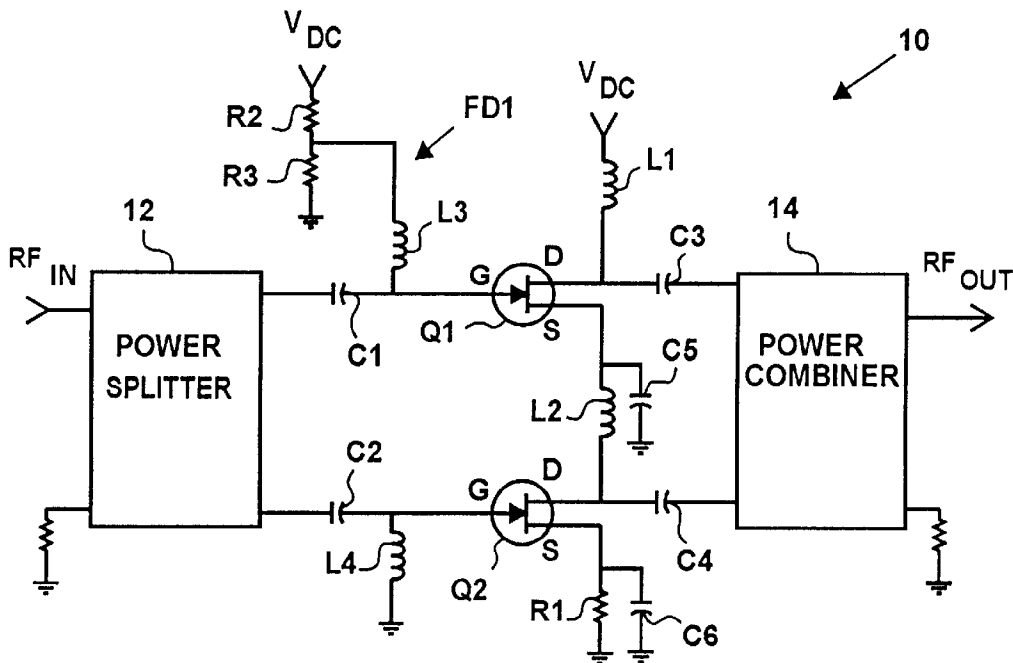 10
V DC
V DC
R2
FD1
R3
L1
12
L3
14
C3
RF IN
D
RF OUT
G
Q1
S
C1
POWER SPLITTER
POWER COMBINER
C5
L2
C2
D
G
S
C4
L4
Q2
R1
C6